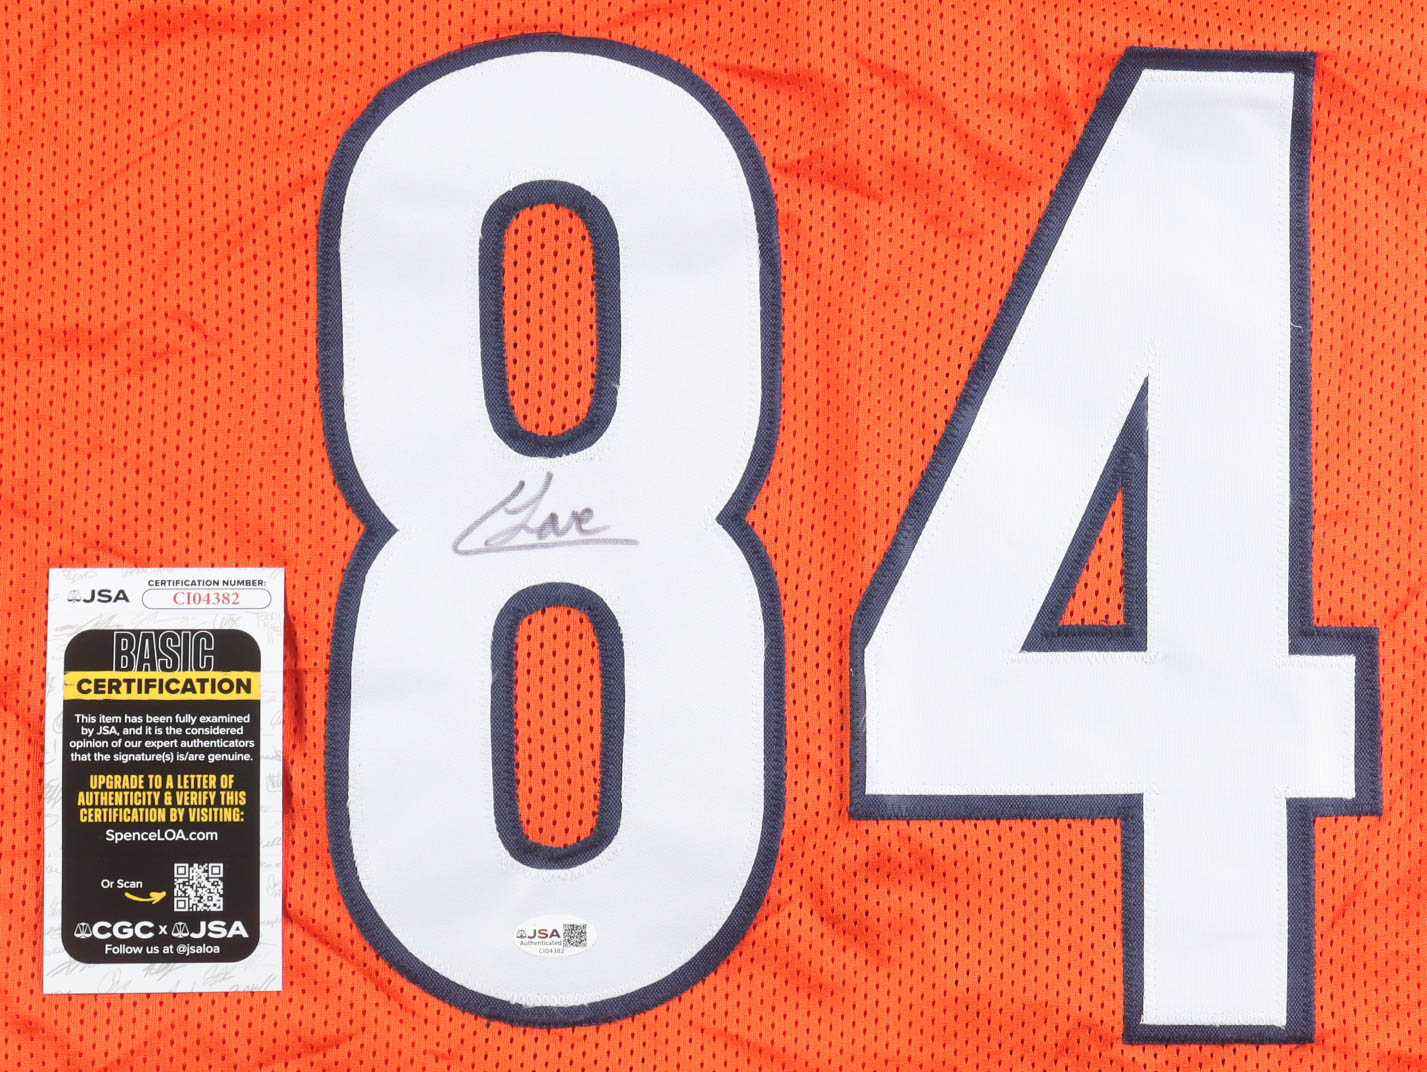 84
JSA
CERTIFICATION NUMBER:
CI04382
BASIC
CERTIFICATION
This item has been fully examined
by JSA, and it is the considered
opinion of our expert authenticators
that the signature(s) is/are genuine.
UPGRADE TO A LETTER OF
AUTHENTICITY & VERIFY THIS
CERTIFICATION BY VISITING:
SpenceLOA.com
Or Scan
CGC x JSA
Follow us at @jsaloa
JSA
Authenticated
CI04382